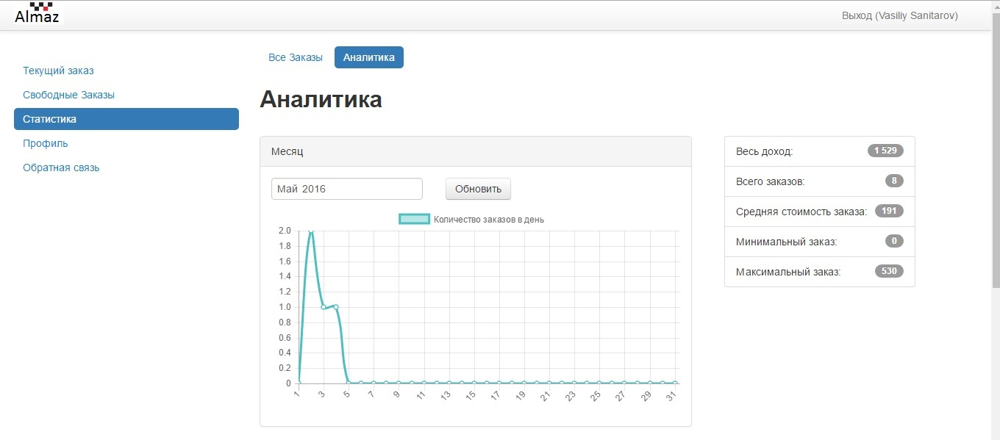 Almaz
Выход (Vasiliy Sanitarov)
Текущий заказ
Свободные Заказы
Статистика
Профиль
Обратная связь
Все Заказы
Аналитика
Аналитика
Месяц
Май 2016
Обновить
Количество заказов в день
2.0
1.8
1.6
1.4
1.2
1.0
0.8
0.6
0.4
0.2
0
1 3 5 7 9 11 13 15 17 19 21 23 25 27 29 31
Весь доход: 1 529
Всего заказов: 8
Средняя стоимость заказа: 191
Минимальный заказ: 0
Максимальный заказ: 530